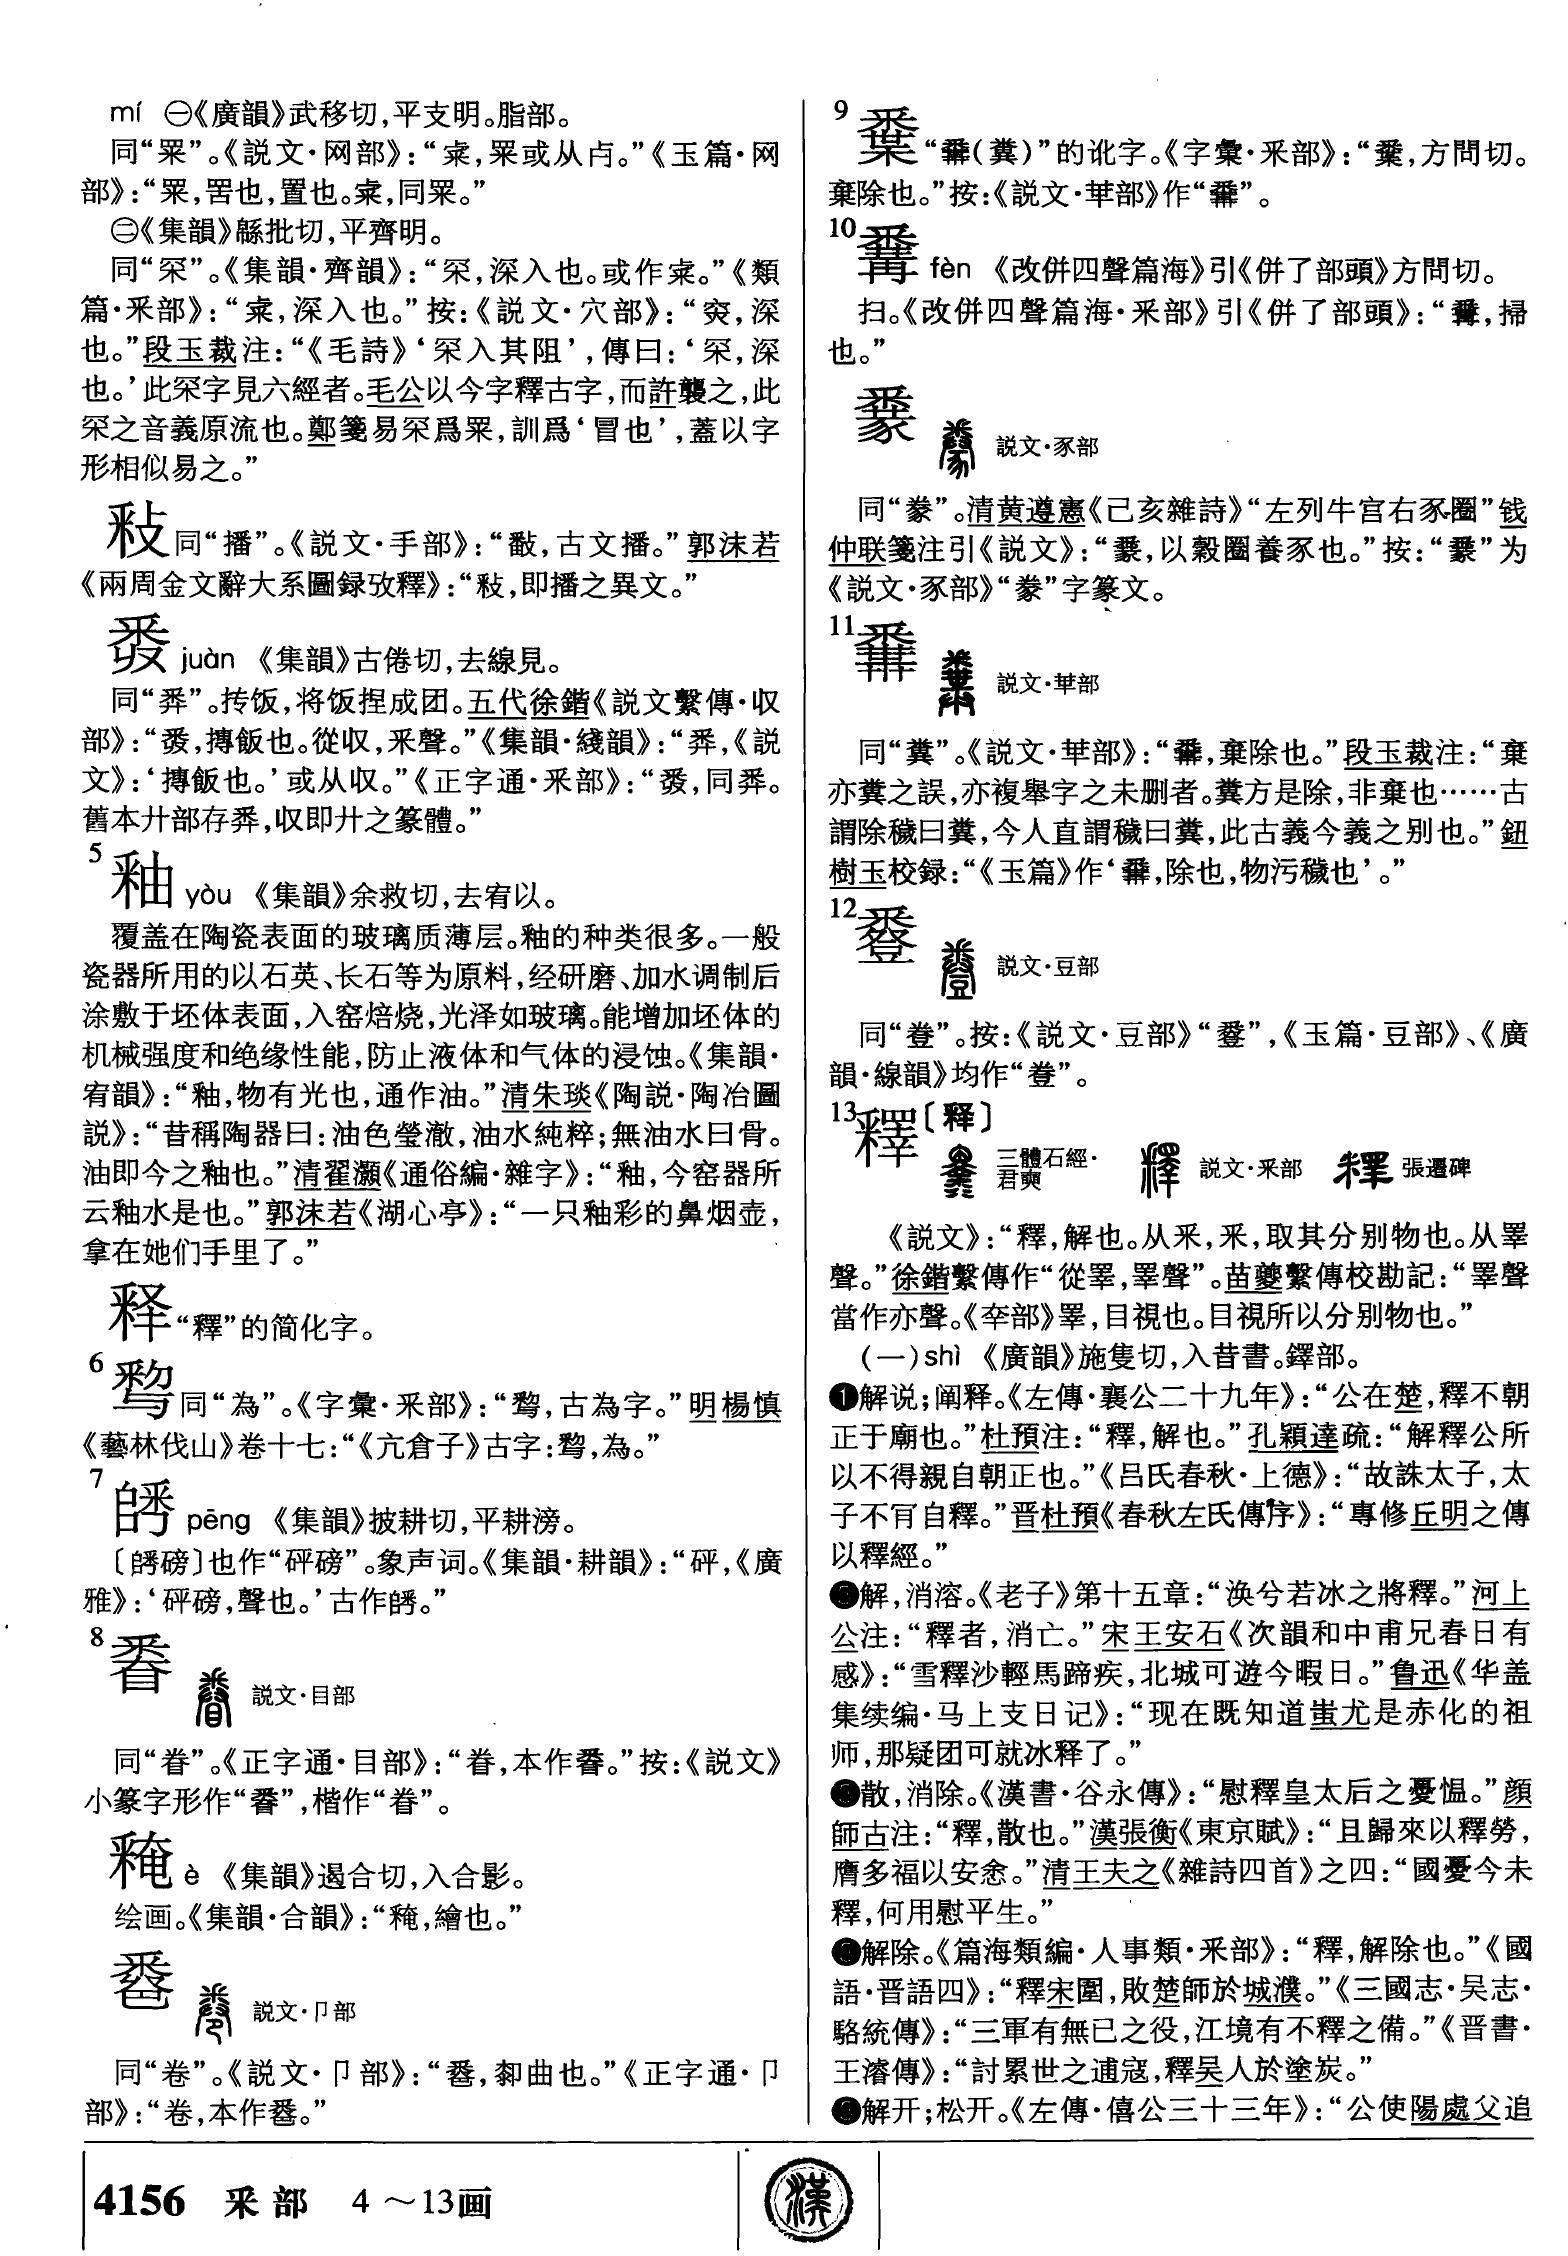 mí ㊀《廣韻》武移切,平支明。脂部。
同“罙”。《説文·网部》:“𥥍,罙或从卢。”《玉篇·网
部》:“罙,罟也,置也。
㊁《集韻》緜批切,平齊明。
同“冞”。《集韻·齊韻》:“冞,深入也。或作
篇·釆部》: 深入也。”按:《説文·穴部》:“突,深
也。”段玉裁注:“《毛詩》‘冞入其阻’,傳曰:‘冞,深
也。’此冞字見六經者。毛公以今字釋古字,而許襲之,此
冞之音義原流也。鄭箋易冞爲罙,訓爲‘冒也’,蓋以字
形相似易之。”
同“播”。《説文·手部》: 古文播。”郭沫若
《兩周金文辭大系圖録攷釋》: 即播之異文。”
juàn 《集韻》古倦切,去線見。
同“𢍏”。抟饭,将饭捏成团。五代徐鍇《説文繫傳·収
部》: 摶飯也。從収,釆聲。”《集韻·綫韻》:“𢍏,《説
文》:‘摶飯也。’或从収。”《正字通·釆部》: 同𢍏。
舊本廾部存𢍏,収即廾之篆體。”
5
釉 yòu 《集韻》余救切,去宥以。
覆盖在陶瓷表面的玻璃质薄层。釉的种类很多。一般
瓷器所用的以石英、长石等为原料,经研磨、加水调制后
涂敷于坯体表面,入窑焙烧,光泽如玻璃。能增加坯体的
机械强度和绝缘性能,防止液体和气体的浸蚀。《集韻·
宥韻》:“釉,物有光也,通作油。”清朱琰《陶説·陶冶圖
説》:“昔稱陶器曰:油色瑩澈,油水純粹;無油水曰骨。
油即今之釉也。”清翟灝《通俗編·雜字》:“釉,今窑器所
云釉水是也。”郭沫若《湖心亭》:“一只釉彩的鼻烟壶,
拿在她们手里了。”
释“釋”的简化字。
6
同“為”。《字彙·釆部》: 古為字。”明楊慎
《藝林伐山》卷十七:“《亢倉子》古字: 為。”
7
pēng 《集韻》披耕切,平耕滂。
磅〕也作“砰磅”。象声词。《集韻·耕韻》:“砰,《廣
雅》:‘砰磅,聲也。’古作
8
説文·目部
同“眷”。《正字通·目部》:“眷,本作 按:《説文》
小篆字形作 楷作“眷”。
è 《集韻》遏合切,入合影。
绘画。《集韻·合韻》: 繪也。”
説文·卩部
同“卷”。《説文·卩部》: 厀曲也。”《正字通·卩
部》:“卷,本作
9
(糞)”的讹字。《字彙·釆部》: 方問切。
棄除也。”按:《説文·𠦒部》作
10
fèn 《改併四聲篇海》引《併了部頭》方問切。
扫。《改併四聲篇海·釆部》引《併了部頭》: 掃
也。”
説文·豕部
同“豢”。清黄遵憲《己亥雜詩》“左列牛宫右豕圈”钱
仲联箋注引《説文》: 以穀圈養豕也。”按: 为
《説文·豕部》“豢”字篆文。
11
説文·𠦒部
同“糞”。《説文·𠦒部》: 棄除也。”段玉裁注:“棄
亦糞之誤,亦複舉字之未删者。糞方是除,非棄也……古
謂除穢曰糞,今人直謂穢曰糞,此古義今義之别也。”鈕
樹玉校録:“《玉篇》作 除也,物污穢也’。”
12
説文·豆部
同 按:《説文·豆部》 《玉篇·豆部》、《廣
韻·線韻》均作
13
釋〔释〕
三體石經·君奭 説文·釆部 張遷碑
《説文》:“釋,解也。从釆,釆,取其分别物也。从睪
聲。”徐鍇繫傳作“從睪,睪聲”。苗夔繫傳校勘記:“睪聲
當作亦聲。《㚔部》睪,目視也。目視所以分别物也。”
(一)shì 《廣韻》施隻切,入昔書。鐸部。
❶解说;阐释。《左傳·襄公二十九年》:“公在楚,釋不朝
正于廟也。”杜預注:“釋,解也。”孔穎達疏:“解釋公所
以不得親自朝正也。”《吕氏春秋·上德》:“故誅太子,太
子不肎自釋。”晋杜預《春秋左氏傳序》:“專修丘明之傳
以釋經。”
解,消溶。《老子》第十五章:“涣兮若冰之將釋。”河上
公注:“釋者,消亡。”宋王安石《次韻和中甫兄春日有
感》:“雪釋沙輕馬蹄疾,北城可遊今暇日。”鲁迅《华盖
集续编·马上支日记》:“现在既知道蚩尤是赤化的祖
师,那疑团可就冰释了。”
散,消除。《漢書·谷永傳》:“慰釋皇太后之憂愠。”顔
師古注:“釋,散也。”漢張衡《東京賦》:“且歸來以釋勞,
膺多福以安悆。”清王夫之《雜詩四首》之四:“國憂今未
釋,何用慰平生。”
解除。《篇海類編·人事類·釆部》:“釋,解除也。”《國
語·晋語四》:“釋宋圍,敗楚師於城濮。”《三國志·吴志·
駱統傳》:“三軍有無已之役,江境有不釋之備。”《晋書·
王濬傳》:“討累世之逋寇,釋吴人於塗炭。”
解开;松开。《左傳·僖公三十三年》:“公使陽處父追
4156 釆部 4～13画
漢